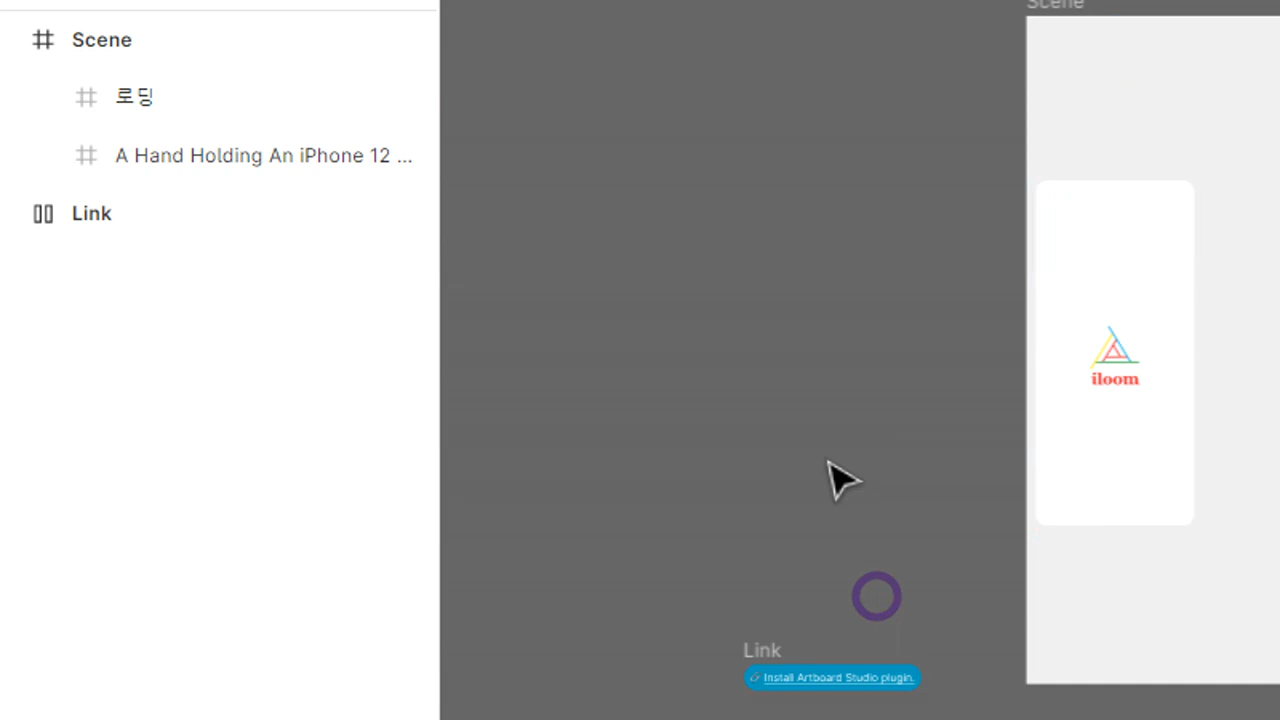 Scene
로딩
A Hand Holding An iPhone 12 ...
Link
Scene
iloom
Link
Install Artboard Studio plugin.